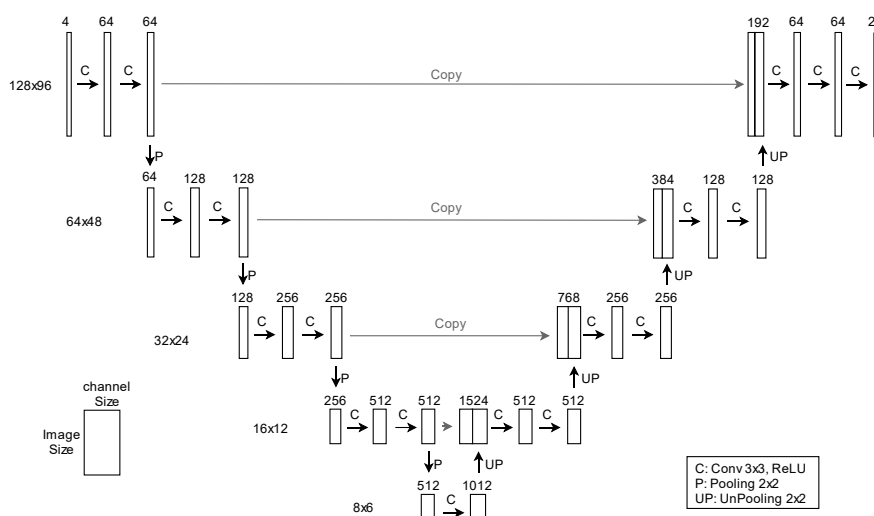 4 64 64 192 64 64 2
C C Copy C C C
128x96
P UP
64 128 128 384 128 128
C C Copy C C
64x48
P UP
128 256 256 768 256 256
C C Copy C C
32x24
P UP
256 512 512 1524 512 512
C C C C
16x12
P UP
512 1012
C
8x6
channel
Size
Image
Size
C: Conv 3x3, ReLU
P: Pooling 2x2
UP: UnPooling 2x2